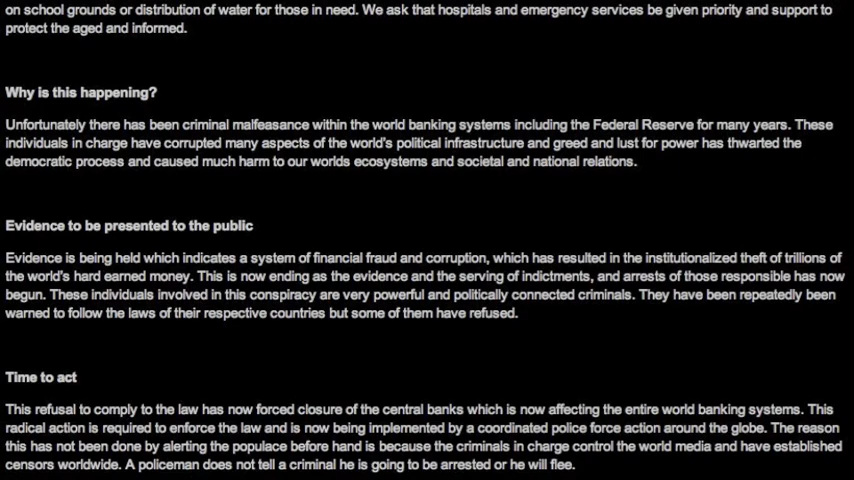 on school grounds or distribution of water for those in need. We ask that hospitals and emergency services be given priority and support to
protect the aged and informed.
Why is this happening?
Unfortunately there has been criminal malfeasance within the world banking systems including the Federal Reserve for many years. These
individuals in charge have corrupted many aspects of the world's political infrastructure and greed and lust for power has thwarted the
democratic process and caused much harm to our worlds ecosystems and societal and national relations.
Evidence to be presented to the public
Evidence is being held which indicates a system of financial fraud and corruption, which has resulted in the institutionalized theft of trillions of
the world's hard earned money. This is now ending as the evidence and the serving of indictments, and arrests of those responsible has now
begun. These individuals involved in this conspiracy are very powerful and politically connected criminals. They have been repeatedly been
warned to follow the laws of their respective countries but some of them have refused.
Time to act
This refusal to comply to the law has now forced closure of the central banks which is now affecting the entire world banking systems. This
radical action is required to enforce the law and is now being implemented by a coordinated police force action around the globe. The reason
this has not been done by alerting the populace before hand is because the criminals in charge control the world media and have established
censors worldwide. A policeman does not tell a criminal he is going to be arrested or he will flee.